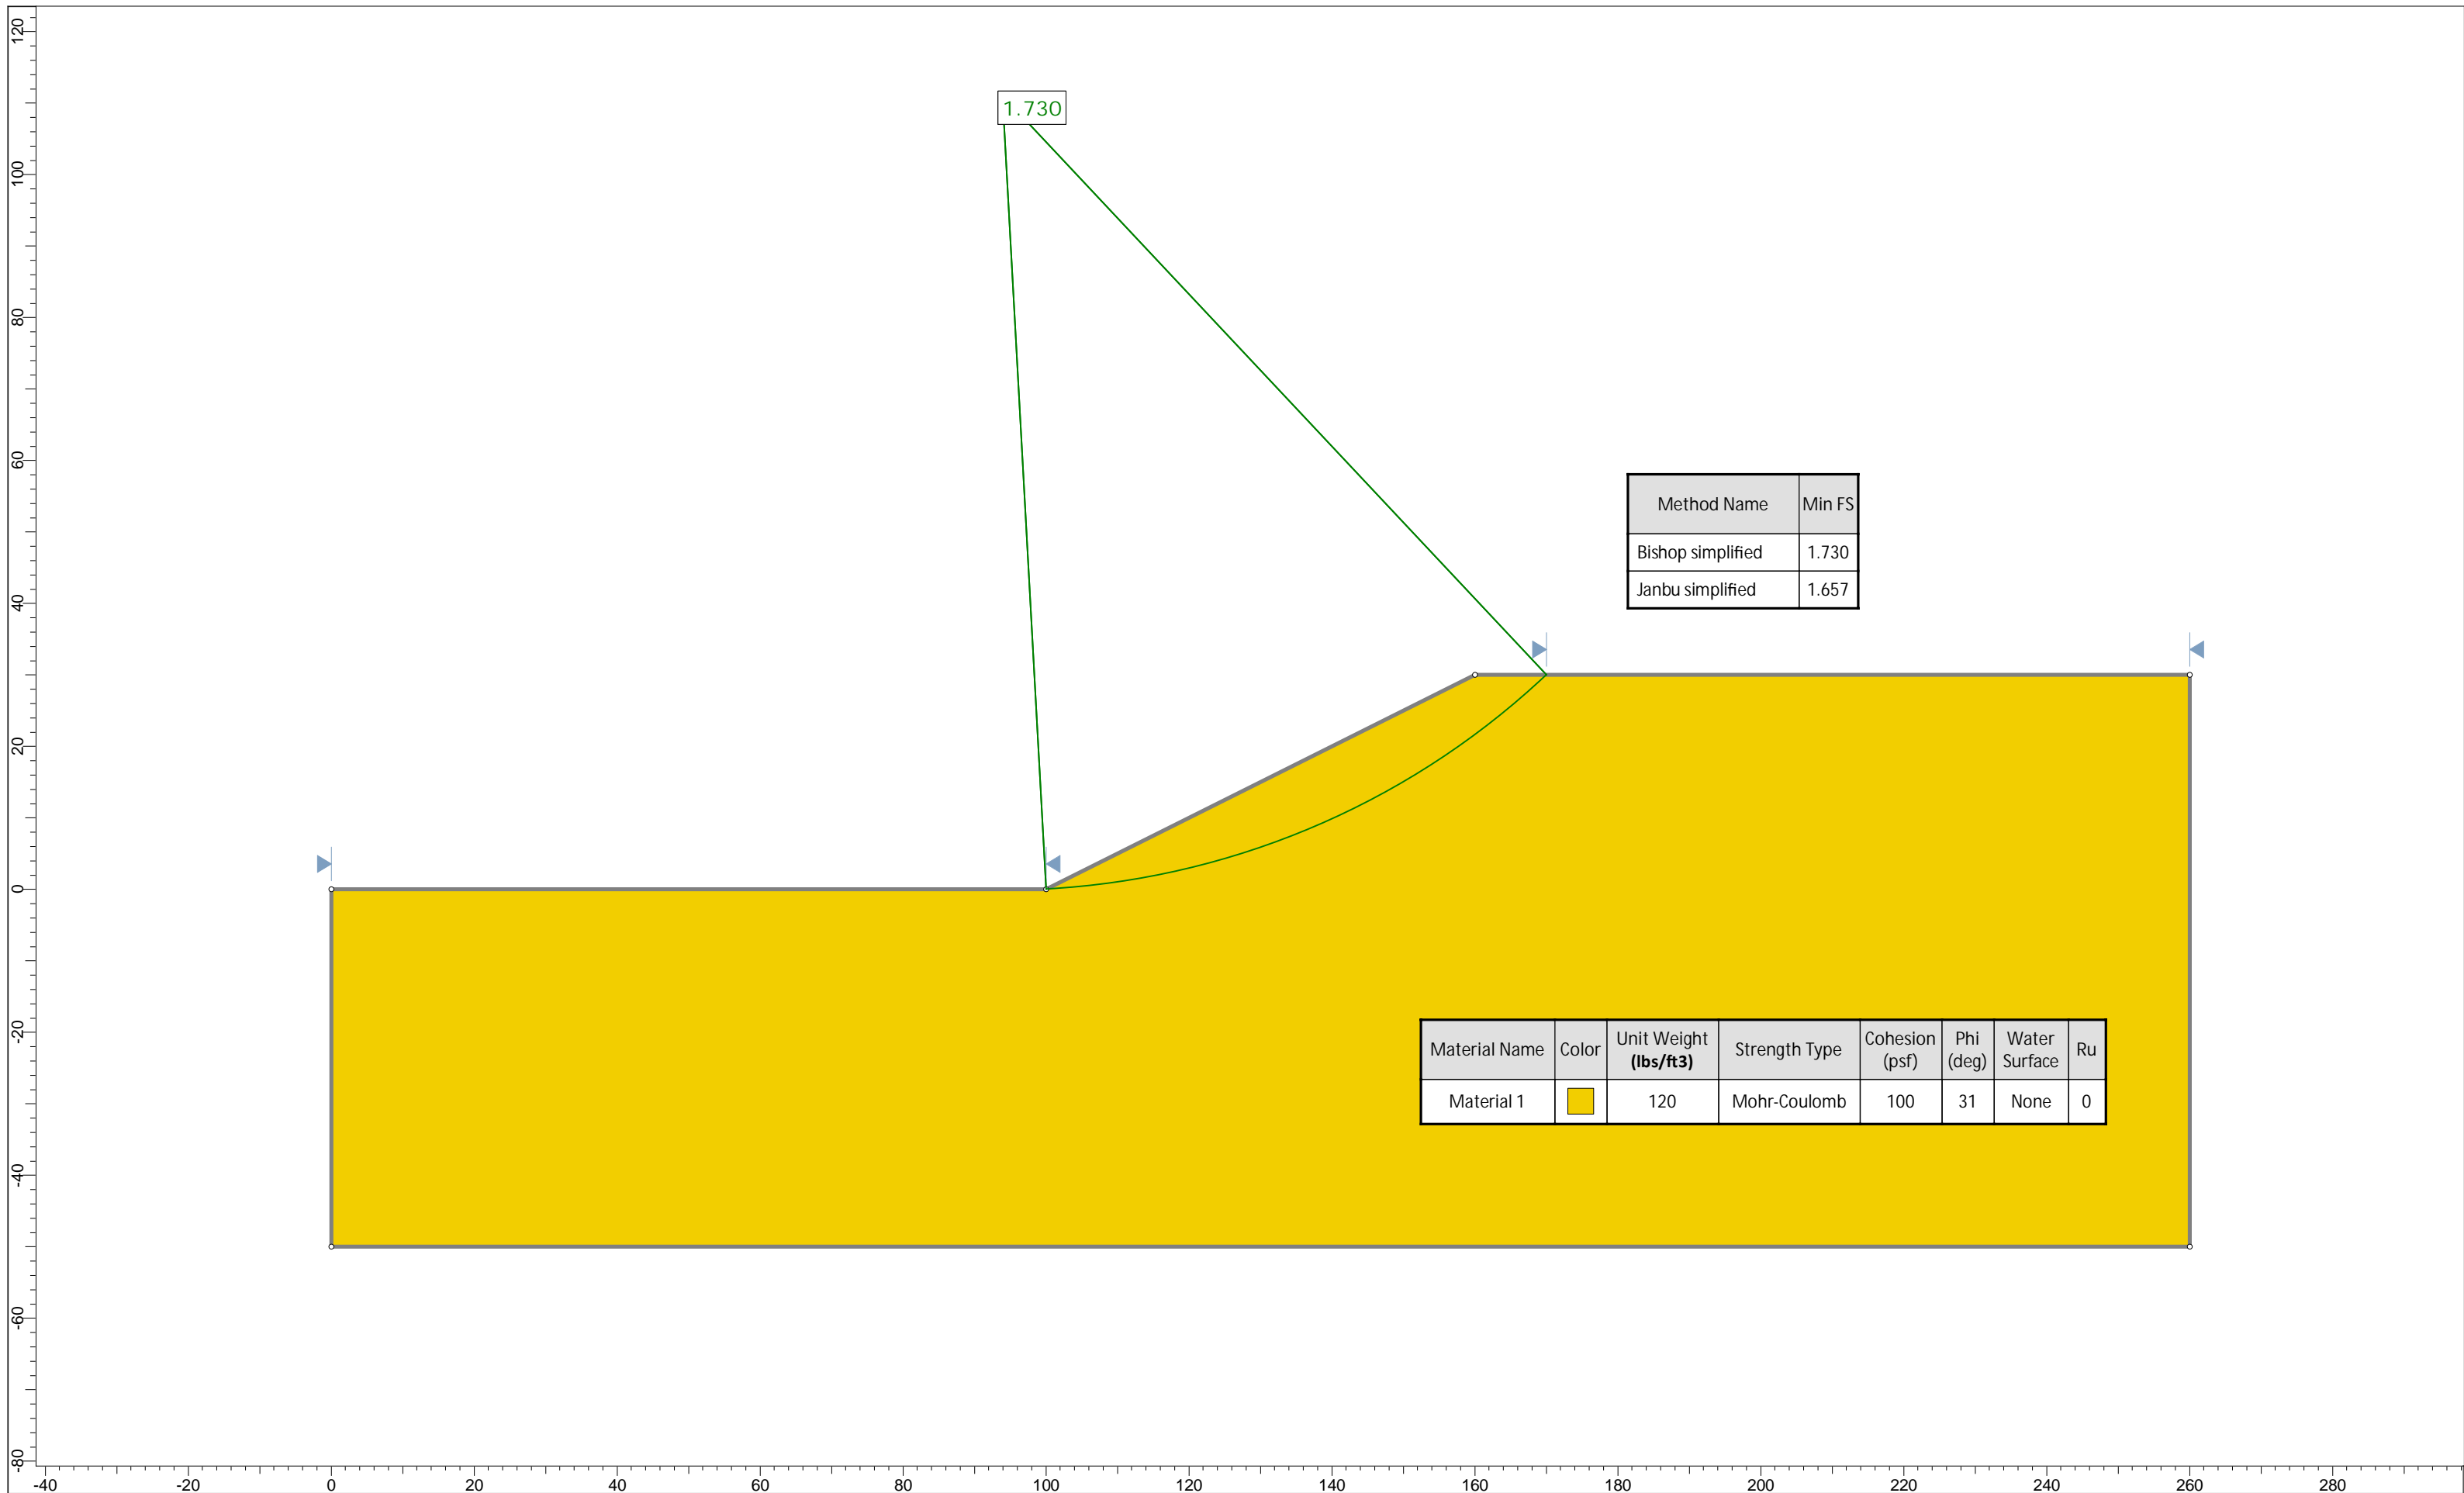 120
100
80
60
40
20
0
-20
-40
-60
-80
1.730
Method Name Min FS
Bishop simplified 1.730
Janbu simplified 1.657
Material Name Color Unit Weight (lbs/ft3) Strength Type Cohesion (psf) Phi (deg) Water Surface Ru
Material 1 120 Mohr-Coulomb 100 31 None 0
-40 -20 0 20 40 60 80 100 120 140 160 180 200 220 240 260 280